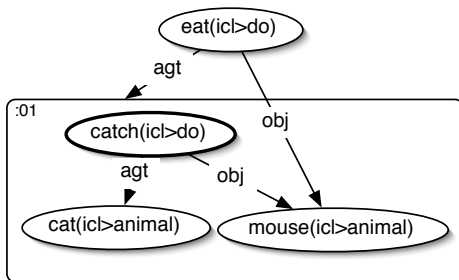 eat(icl>do)
agt
:01
obj
catch(icl>do)
agt
obj
cat(icl>animal)
mouse(icl>animal)